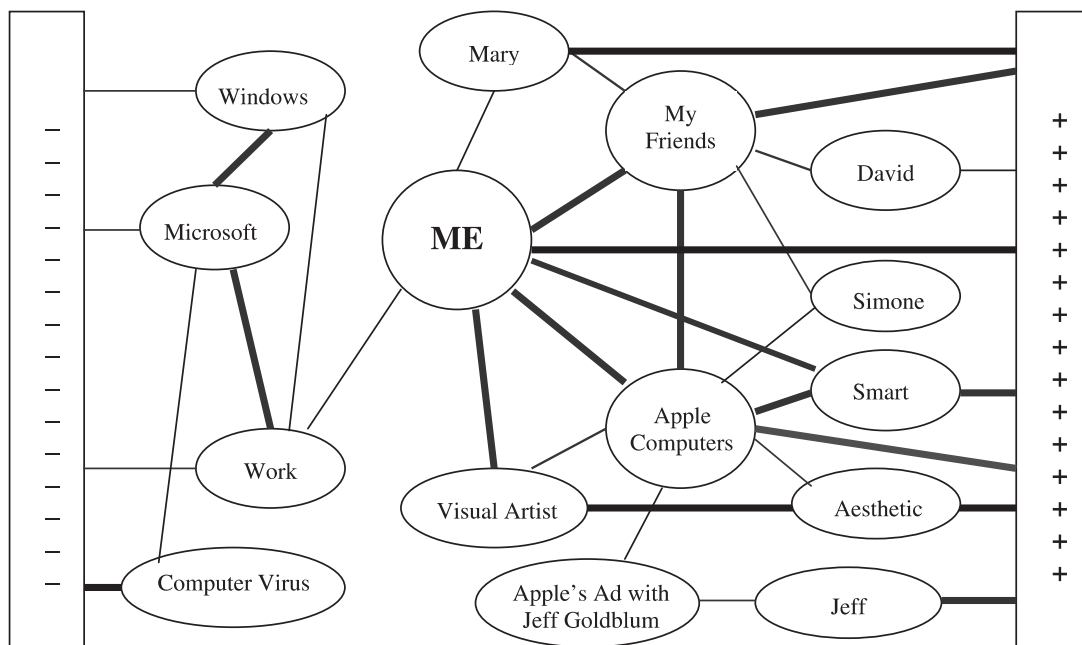 Mary
Windows
My
Friends
David
Microsoft
ME
Simone
Smart
Apple
Computers
Work
Visual Artist
Aesthetic
Computer Virus
Apple's Ad with
Jeff Goldblum
Jeff